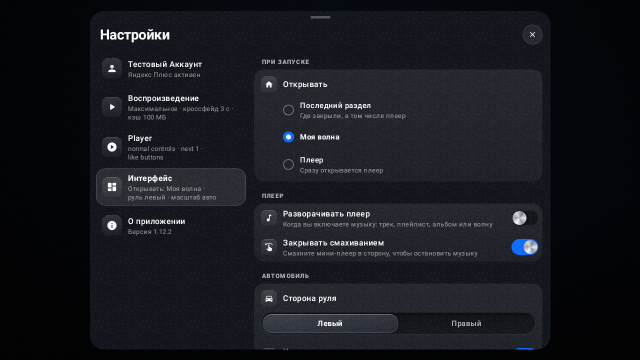 Настройки
Тестовый Аккаунт
Яндекс Плюс активен
Воспроизведение
Максимальное · кроссфейд 3 с ·
кэш 100 МБ
Player
normal controls · next 1 ·
like buttons
Интерфейс
Открывать: Моя волна ·
руль левый · масштаб авто
О приложении
Версия 1.12.2
ПРИ ЗАПУСКЕ
Открывать
Последний раздел
Где закрыли, в том числе плеер
Моя волна
Плеер
Сразу открывается плеер
ПЛЕЕР
Разворачивать плеер
Когда вы включаете музыку: трек, плейлист, альбом или волну
Закрывать смахиванием
Смахните мини-плеер в сторону, чтобы остановить музыку
АВТОМОБИЛЬ
Сторона руля
Левый
Правый